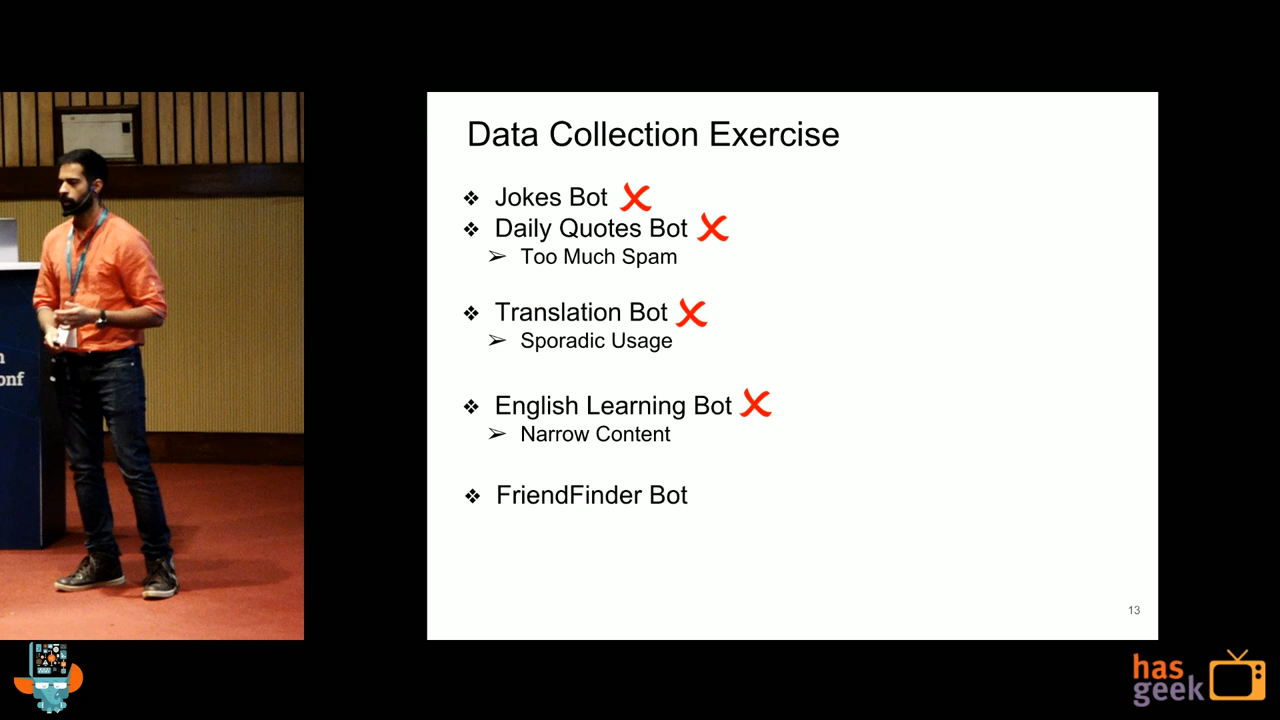 Data Collection Exercise
❖ Jokes Bot ✗
❖ Daily Quotes Bot ✗
➢ Too Much Spam
❖ Translation Bot ✗
➢ Sporadic Usage
❖ English Learning Bot ✗
➢ Narrow Content
❖ FriendFinder Bot
13
onf
has
geek